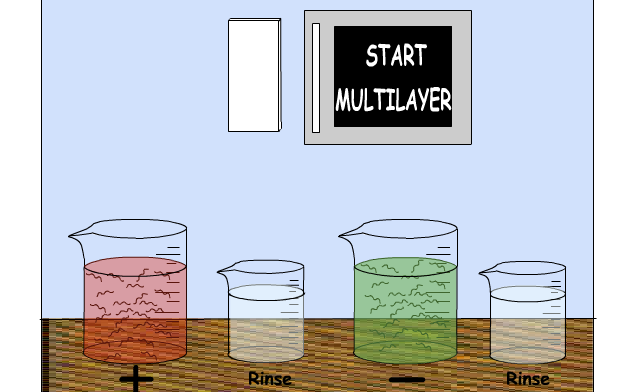 START
MULTILAYER
+ Rinse – Rinse